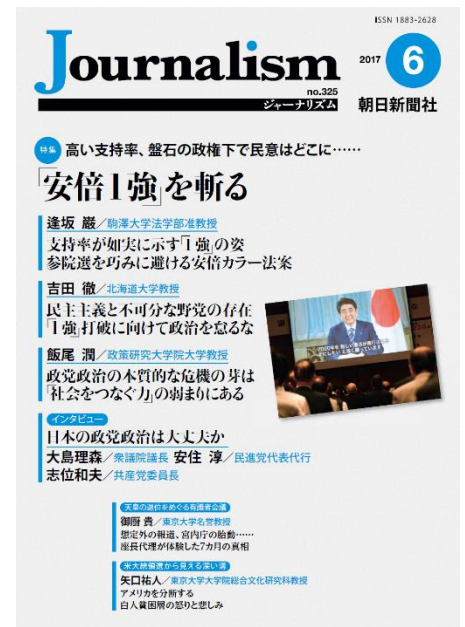 ISSN 1883-2628
Journalism
2017 6
no.325
ジャーナリズム
朝日新聞社
特集 高い支持率、盤石の政権下で民意はどこに……
「安倍1強」を斬る
逢坂 巌/駒澤大学法学部准教授
支持率が如実に示す「1強」の姿
参院選を巧みに避ける安倍カラー法案
吉田 徹/北海道大学教授
民主主義と不可分な野党の存在
「1強」打破に向けて政治を怠るな
飯尾 潤/政策研究大学院大学教授
政党政治の本質的な危機の芽は
「社会をつなぐ力」の弱まりにある
インタビュー
日本の政党政治は大丈夫か
大島理森/衆議院議長 安住 淳/民進党代表代行
志位和夫/共産党委員長
天皇の退位をめぐる有識者会議
御厨 貴/東京大学名誉教授
想定外の報道、宮内庁の胎動……
座長代理が体験した7カ月の真相
米大統領選から見える深い溝
矢口祐人/東京大学大学院総合文化研究科教授
アメリカを分断する
白人貧困層の怒りと悲しみ